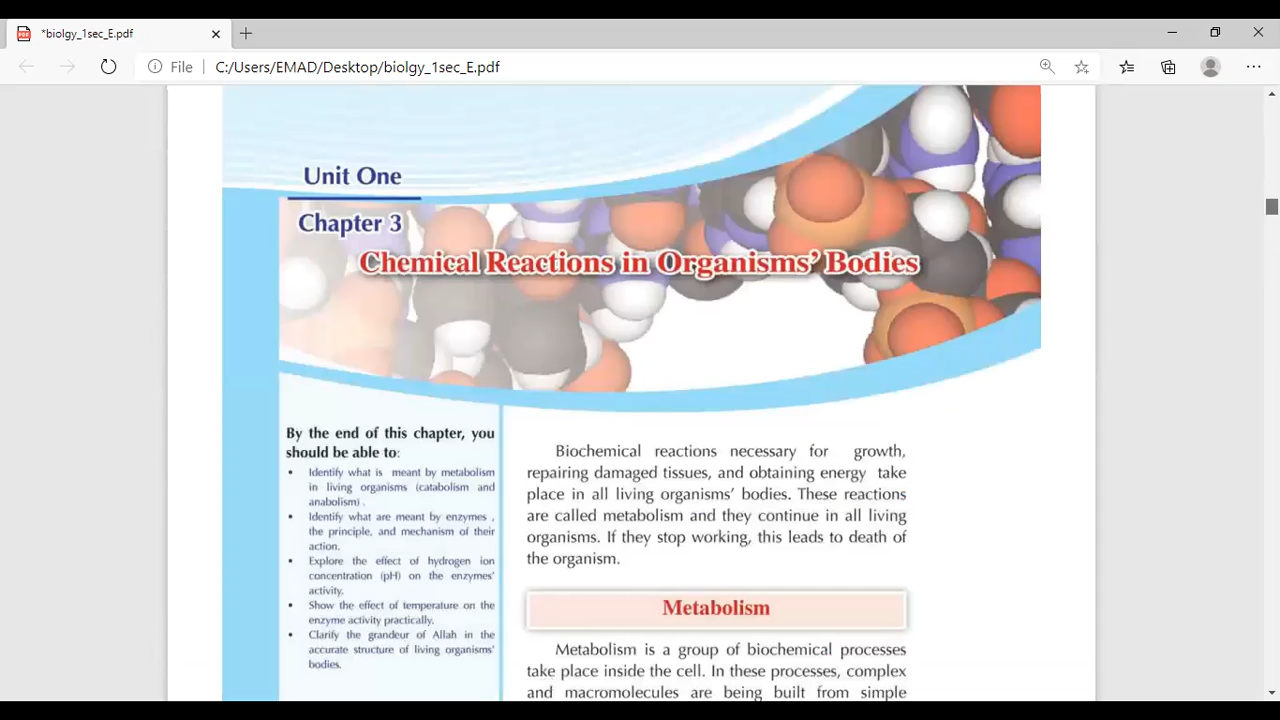 *biolgy_1sec_E.pdf
File
C:/Users/EMAD/Desktop/biolgy_1sec_E.pdf
Unit One
Chapter 3
Chemical Reactions in Organisms' Bodies
By the end of this chapter, you
should be able to:
• Identify what is meant by metabolism
in living organisms (catabolism and
anabolism) .
• Identify what are meant by enzymes ,
the principle, and mechanism of their
action.
• Explore the effect of hydrogen ion
concentration (pH) on the enzymes'
activity.
• Show the effect of temperature on the
enzyme activity practically.
• Clarify the grandeur of Allah in the
accurate structure of living organisms'
bodies.
Biochemical reactions necessary for growth,
repairing damaged tissues, and obtaining energy take
place in all living organisms' bodies. These reactions
are called metabolism and they continue in all living
organisms. If they stop working, this leads to death of
the organism.
Metabolism
Metabolism is a group of biochemical processes
take place inside the cell. In these processes, complex
and macromolecules are being built from simple